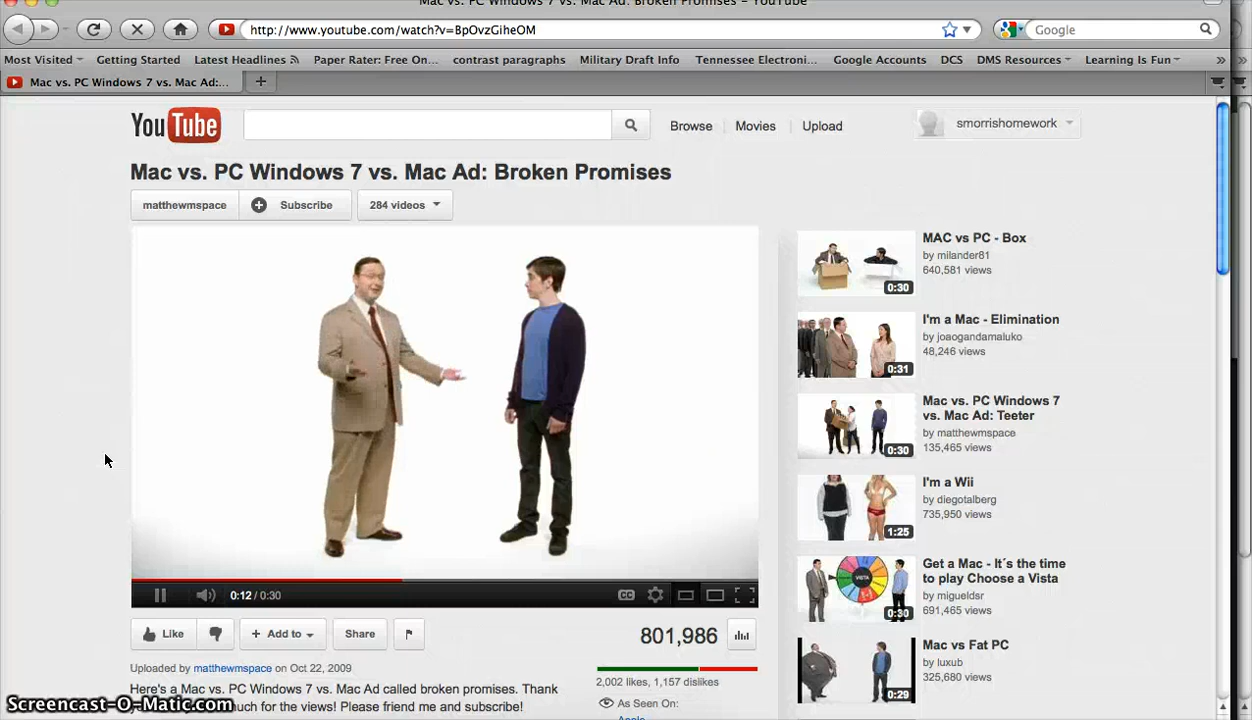 Mac vs. PC Windows 7 vs. Mac Ad: Broken Promises – YouTube
http://www.youtube.com/watch?v=BpOvzGiheOM
Google
Most Visited Getting Started Latest Headlines Paper Rater: Free On... contrast paragraphs Military Draft Info Tennessee Electroni... Google Accounts DCS DMS Resources Learning Is Fun »
Mac vs. PC Windows 7 vs. Mac Ad:... +
YouTube Browse Movies Upload smorrishomework
Mac vs. PC Windows 7 vs. Mac Ad: Broken Promises
matthewmspace + Subscribe 284 videos
MAC vs PC - Box
by milander81
640,581 views
0:30
I'm a Mac - Elimination
by joaogandamaluko
48,246 views
0:31
Mac vs. PC Windows 7
vs. Mac Ad: Teeter
by matthewmspace
135,465 views
0:30
I'm a Wii
by diegotalberg
735,950 views
1:25
Get a Mac - It´s the time
to play Choose a Vista
by migueldsr
691,465 views
VISTA
0:30
Mac vs Fat PC
by luxub
325,680 views
0:29
0:12 / 0:30 CC
Like + Add to Share 801,986
Uploaded by matthewmspace on Oct 22, 2009
2,002 likes, 1,157 dislikes
Here's a Mac vs. PC Windows 7 vs. Mac Ad called broken promises. Thank
much for the views! Please friend me and subscribe!
As Seen On:
Apple
Screencast-O-Matic.com